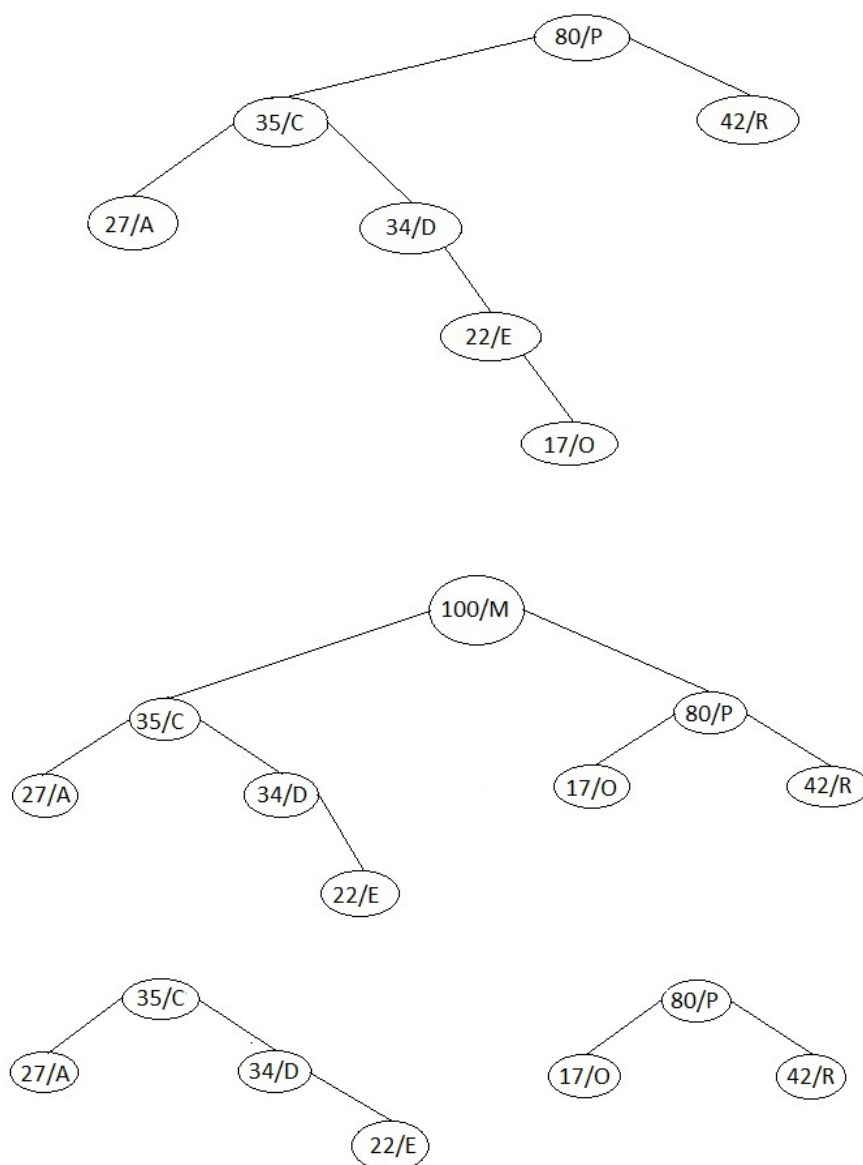 80/P
35/C 42/R
27/A 34/D
22/E
17/O
100/M
35/C 80/P
27/A 34/D 17/O 42/R
22/E
35/C 80/P
27/A 34/D 17/O 42/R
22/E